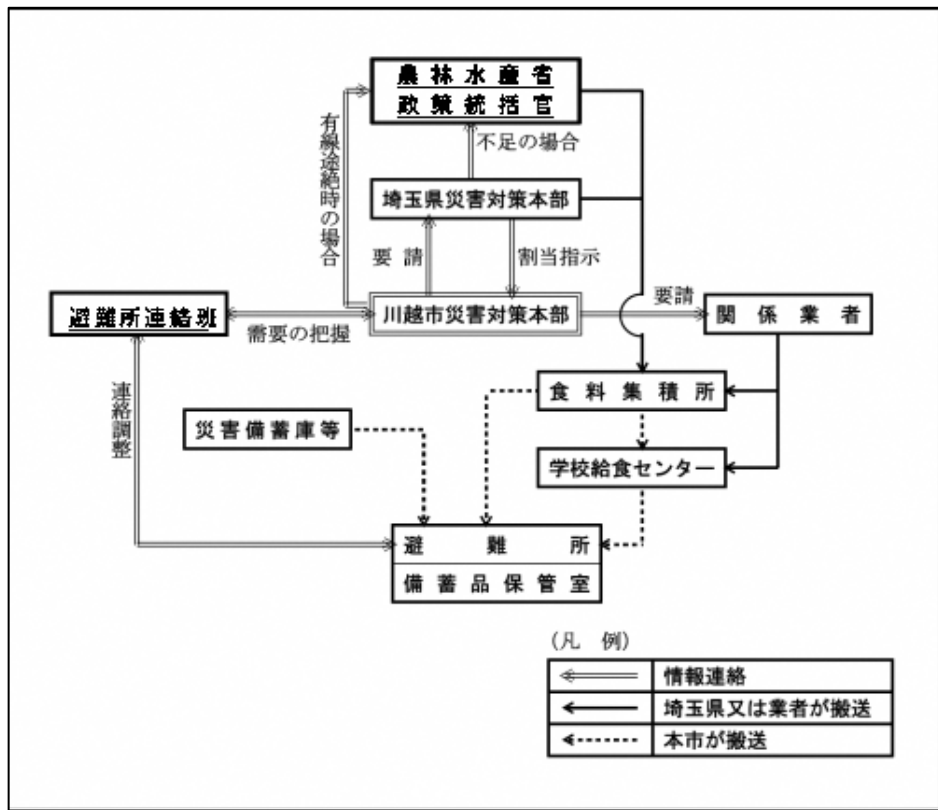 農林水産省
政策統括官
有線途絶時の場合
不足の場合
埼玉県災害対策本部
要請
割当指示
避難所連絡班
需要の把握
川越市災害対策本部
要請
関係業者
連絡調整
食料集積所
災害備蓄庫等
学校給食センター
避難所
備蓄品保管室
(凡 例)
情報連絡
埼玉県又は業者が搬送
本市が搬送